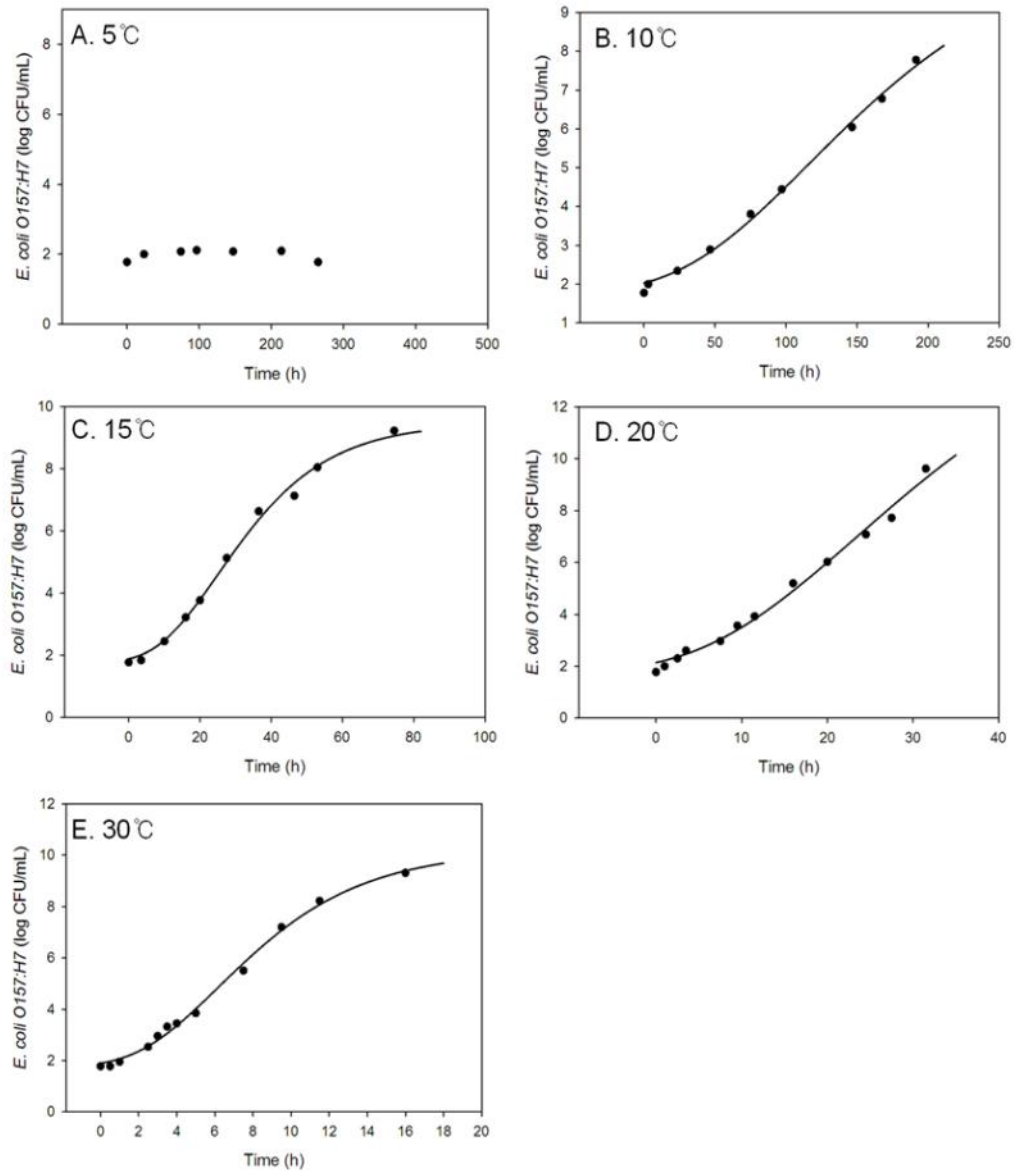 A. 5℃
E. coli O157:H7 (log CFU/mL)
8
6
4
2
0
0 100 200 300 400 500
Time (h)
B. 10℃
E. coli O157:H7 (log CFU/mL)
9
8
7
6
5
4
3
2
1
0 50 100 150 200 250
Time (h)
C. 15℃
E. coli O157:H7 (log CFU/mL)
10
8
6
4
2
0
0 20 40 60 80 100
Time (h)
D. 20℃
E. coli O157:H7 (log CFU/mL)
12
10
8
6
4
2
0
0 10 20 30 40
Time (h)
E. 30℃
E. coli O157:H7 (log CFU/mL)
12
10
8
6
4
2
0
0 2 4 6 8 10 12 14 16 18 20
Time (h)